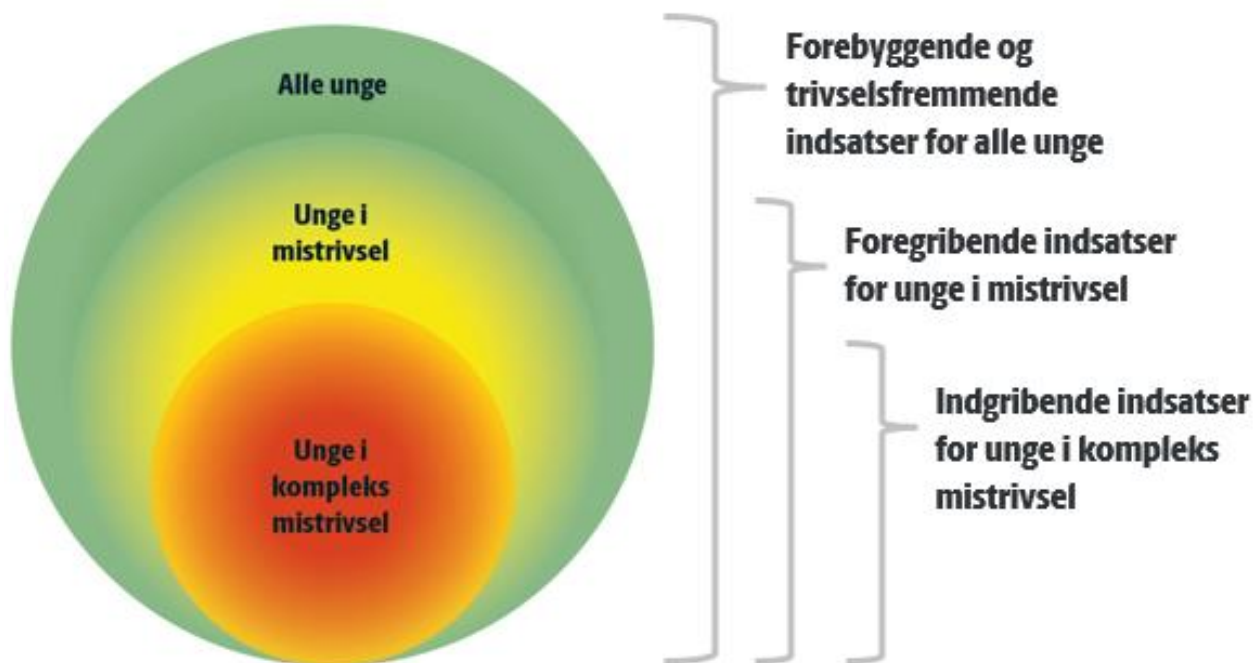 Alle unge
Unge i
mistrivsel
Unge i
kompleks
mistrivsel
Forebyggende og
trivselsfremmende
indsatser for alle unge
Foregribende indsatser
for unge i mistrivsel
Indgribende indsatser
for unge i kompleks
mistrivsel